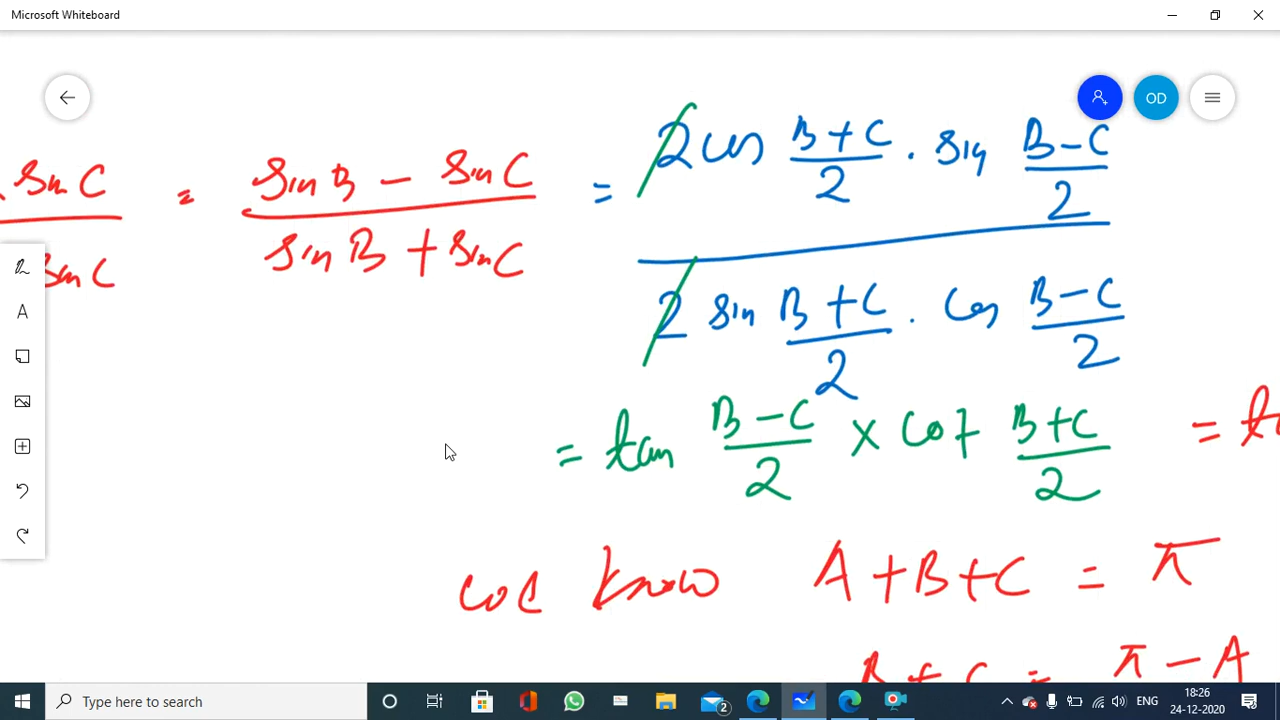 Microsoft Whiteboard
OD
sin C / sin C = sin B - sin C / sin B + sin C = 2 cos B+C/2 . sin B-C/2 / 2 sin B+C/2 . cos B-C/2
A
= tan B-C/2 × cot B+C/2 =
know A+B+C = π
B+C = π-A
Type here to search
2
ENG
18:26
24-12-2020